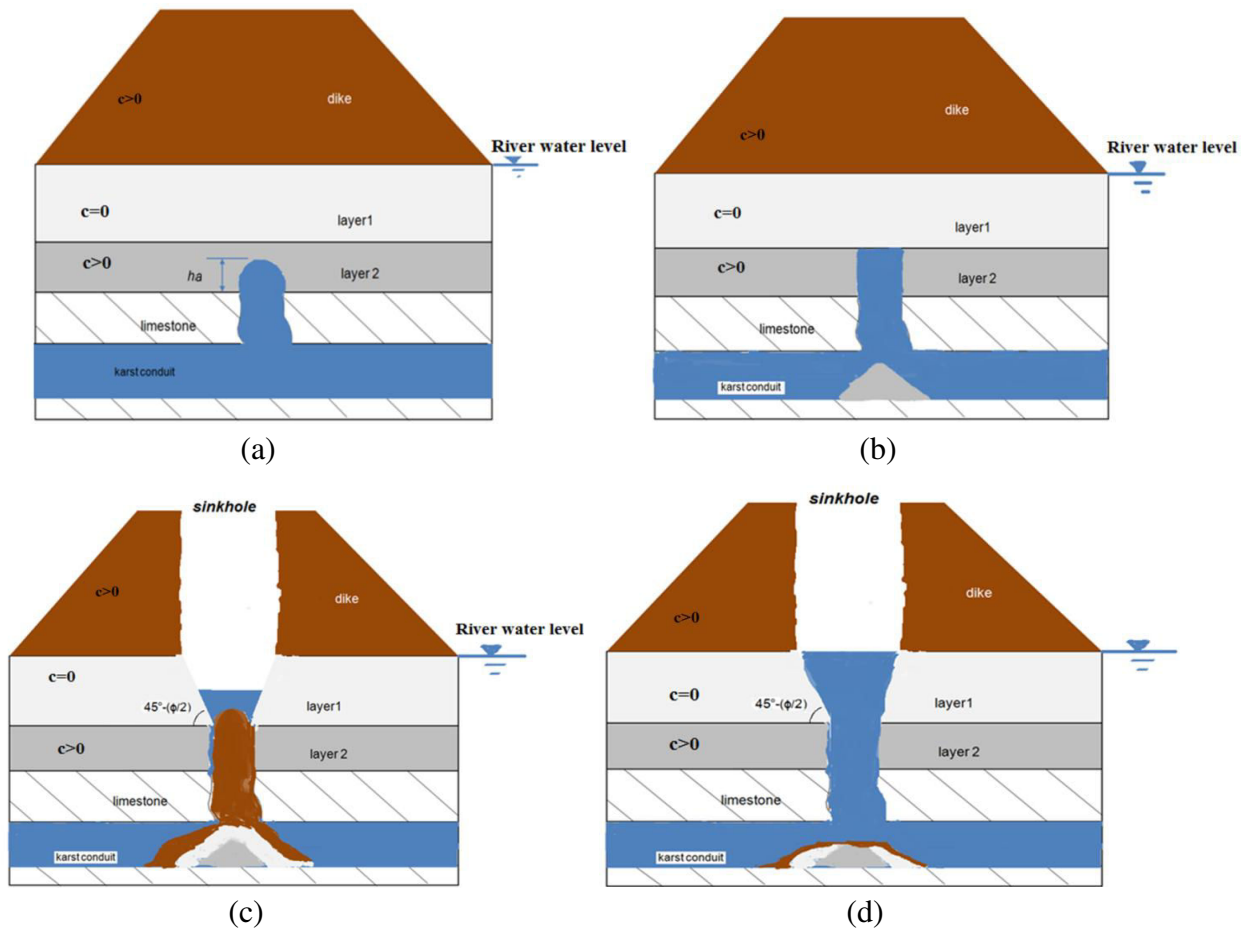 c>0
dike
River water level
c=0
layer1
c>0
ha
layer 2
limestone
karst conduit
(a)
c>0
dike
River water level
c=0
layer1
c>0
layer 2
limestone
karst conduit
(b)
sinkhole
c>0
dike
River water level
c=0
45°-(ϕ/2)
layer1
c>0
layer 2
limestone
karst conduit
(c)
sinkhole
c>0
dike
c=0
45°-(ϕ/2)
layer1
c>0
layer 2
limestone
karst conduit
(d)